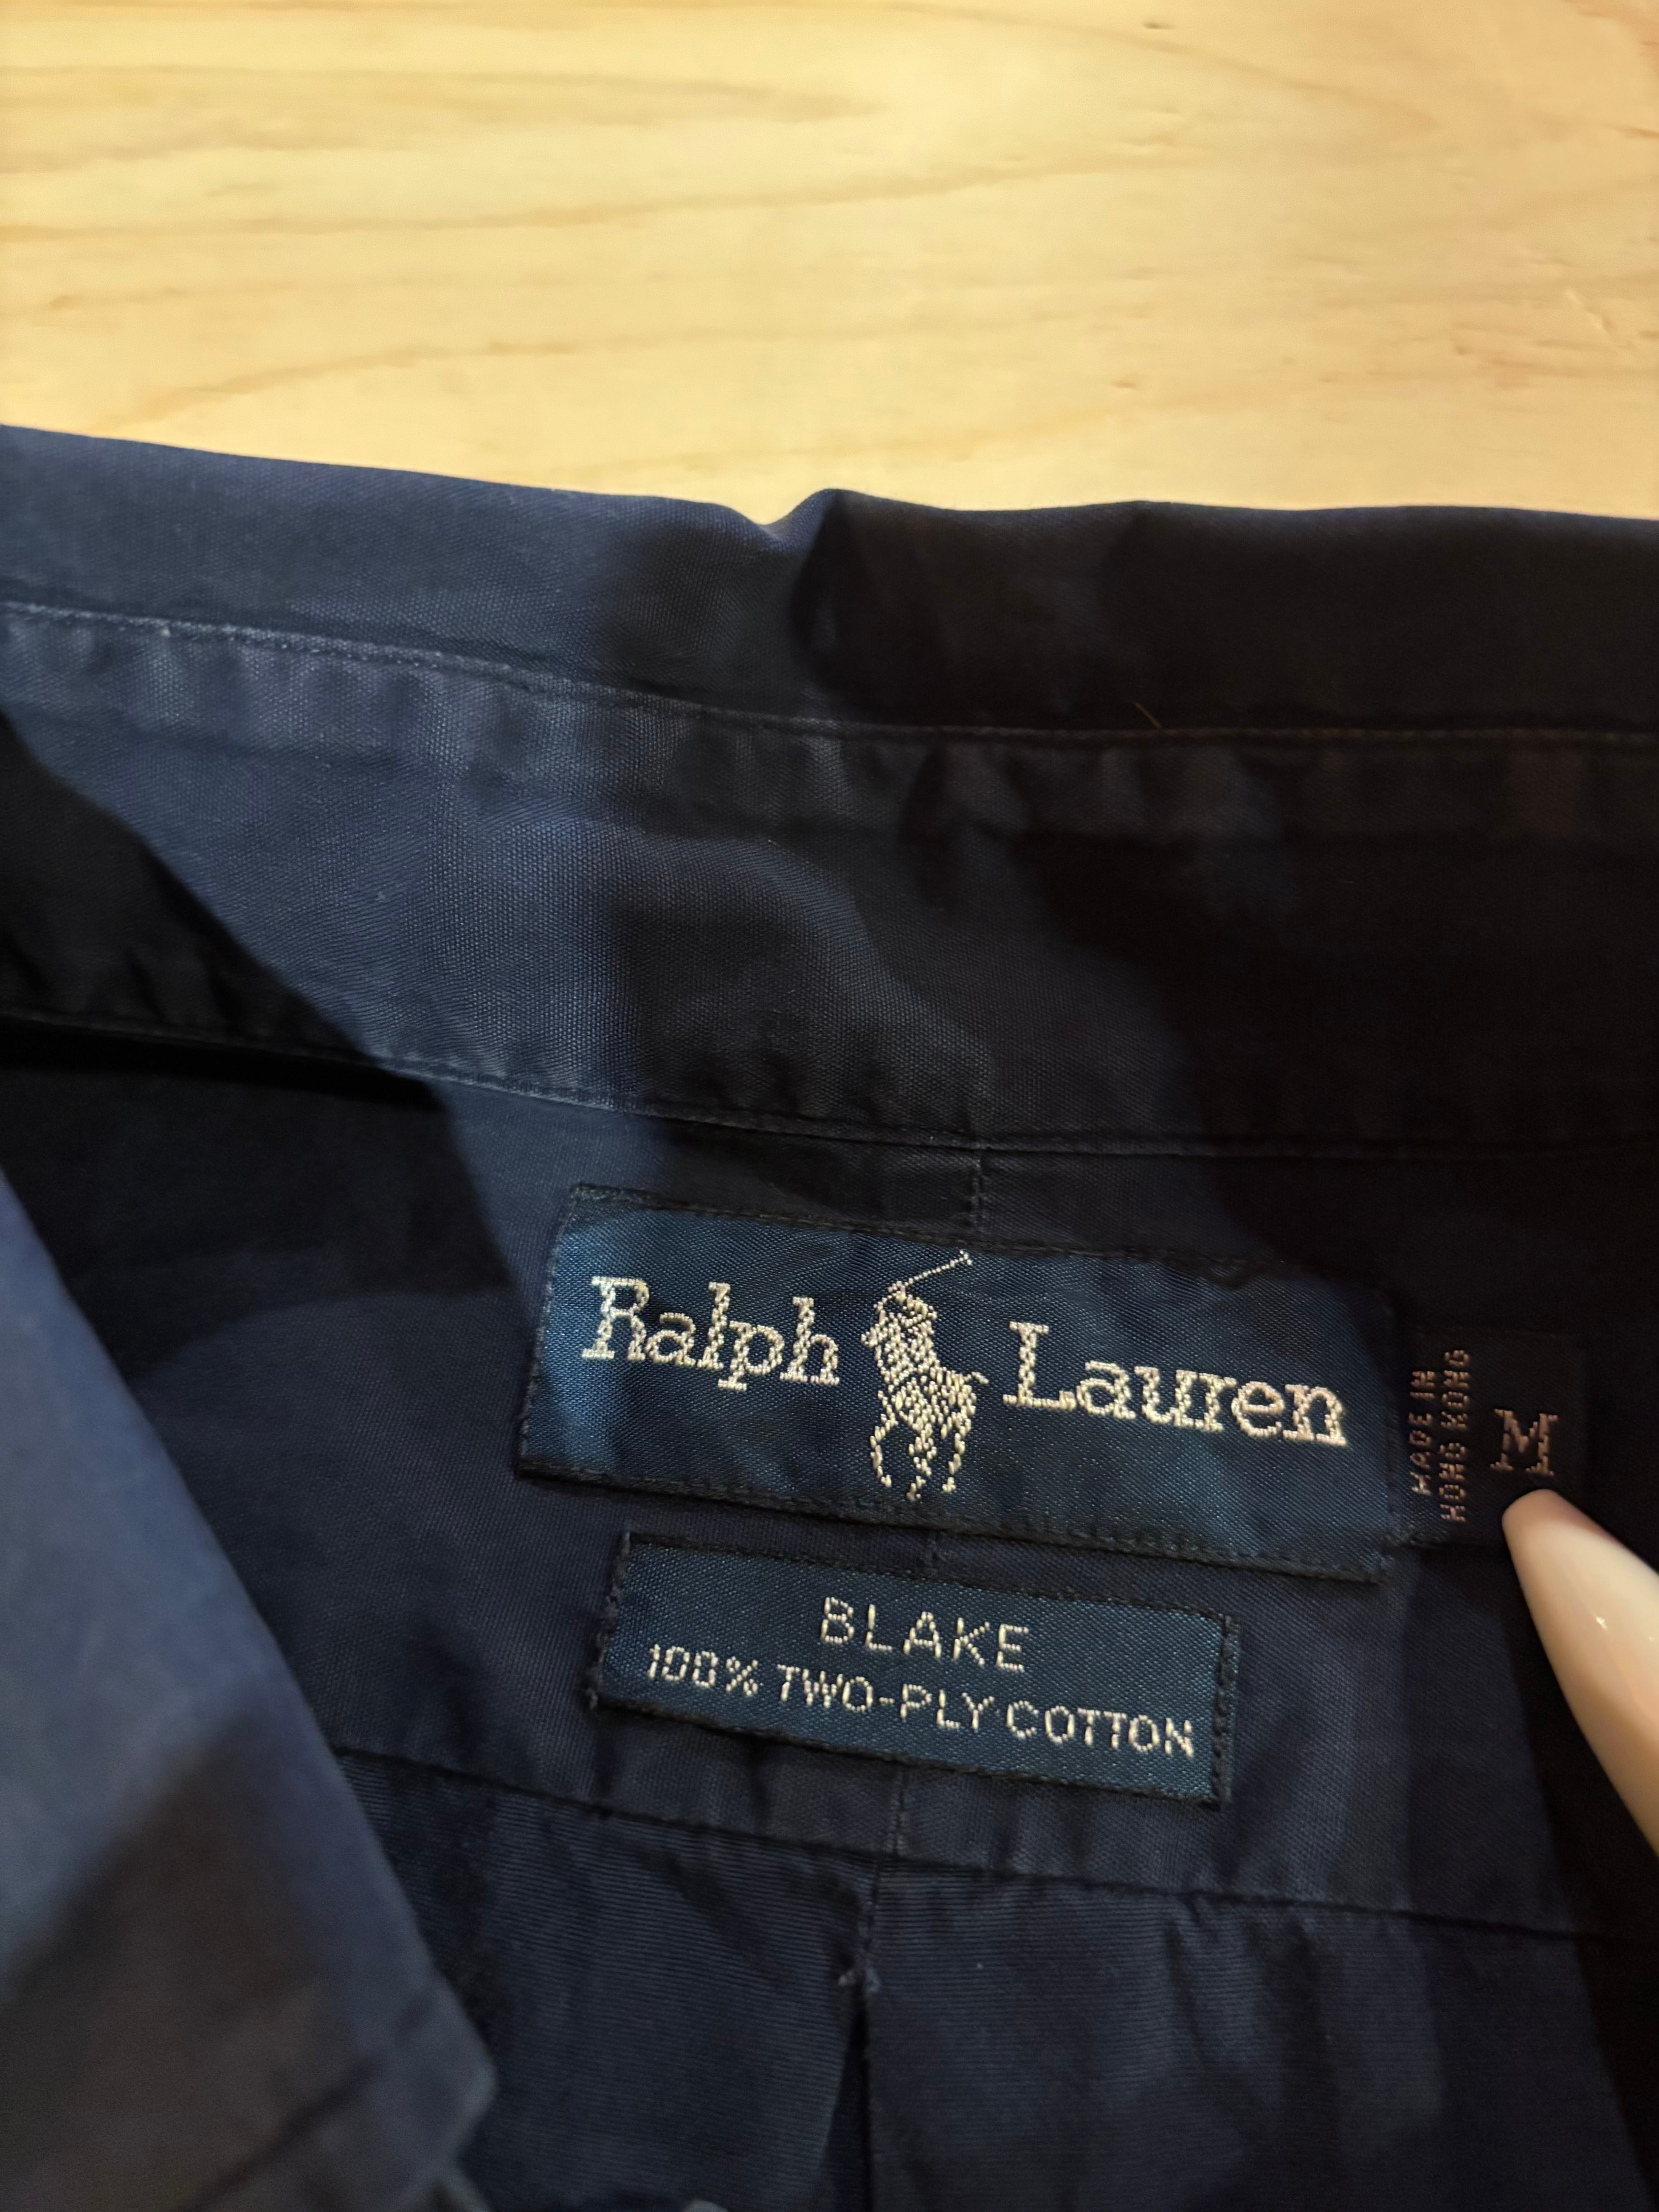 Ralph Lauren
MADE IN
HONG KONG
M
BLAKE
100% TWO-PLY COTTON